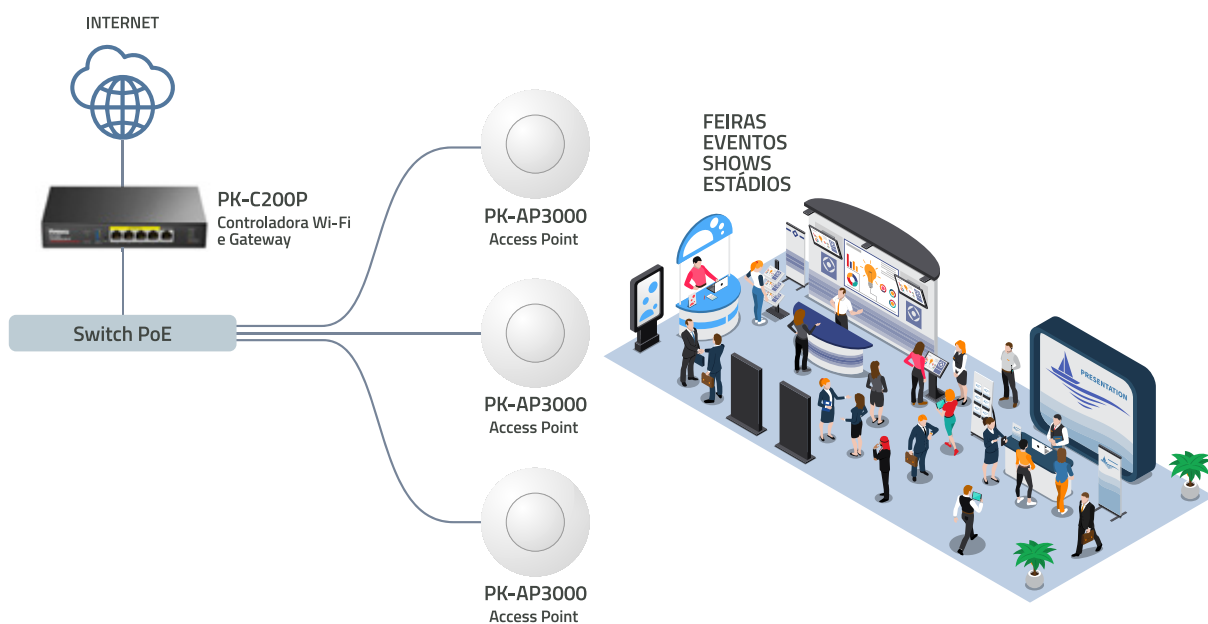 INTERNET
PK-C200P
Controladora Wi-Fi
e Gateway
Switch PoE
PK-AP3000
Access Point
PK-AP3000
Access Point
PK-AP3000
Access Point
FEIRAS
EVENTOS
SHOWS
ESTÁDIOS
PRESENTATION